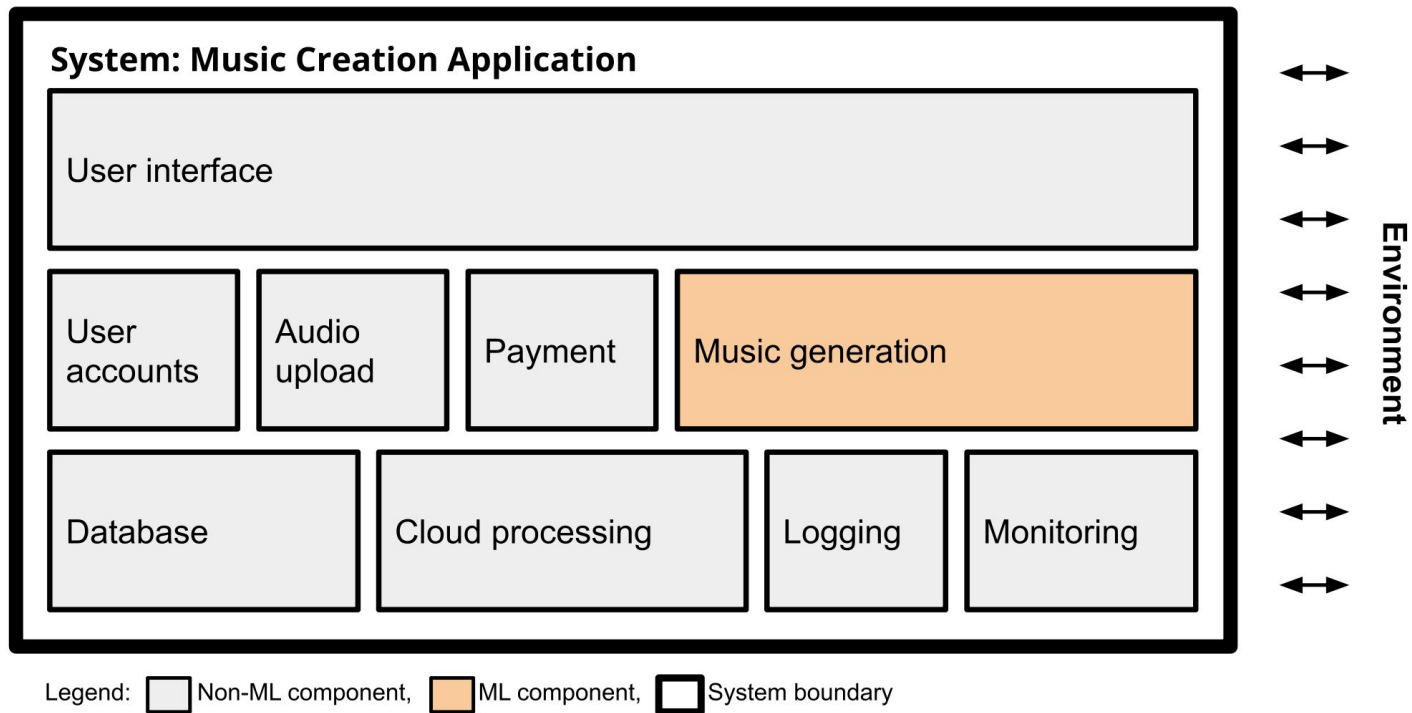 System: Music Creation Application
User interface
User
accounts
Audio
upload
Payment
Music generation
Database
Cloud processing
Logging
Monitoring
Environment
Legend: Non-ML component, ML component, System boundary